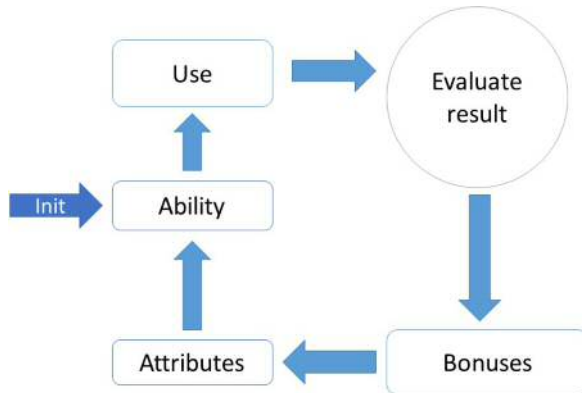 Use
Evaluate
result
Init
Ability
Attributes
Bonuses